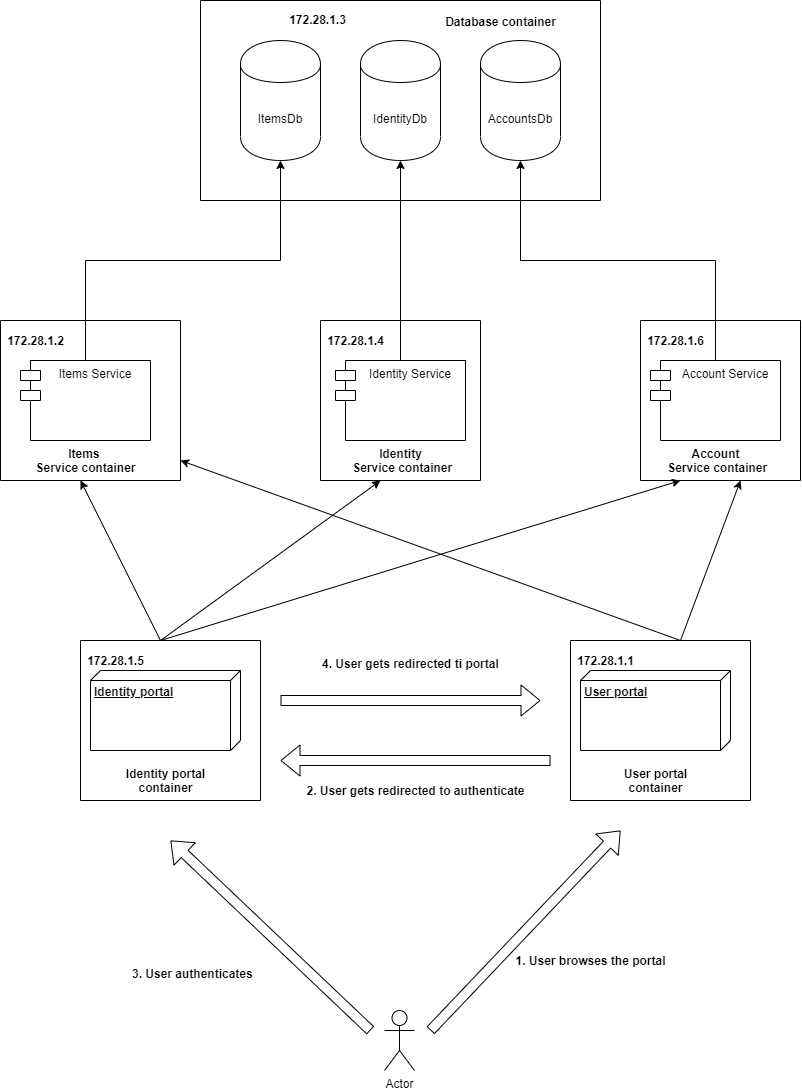 172.28.1.3
Database container
ItemsDb
IdentityDb
AccountsDb
172.28.1.2
172.28.1.4
172.28.1.6
Items Service
Identity Service
Account Service
Items
Service container
Identity
Service container
Account
Service container
172.28.1.5
172.28.1.1
4. User gets redirected ti portal
Identity portal
User portal
Identity portal
container
User portal
container
2. User gets redirected to authenticate
1. User browses the portal
3. User authenticates
Actor